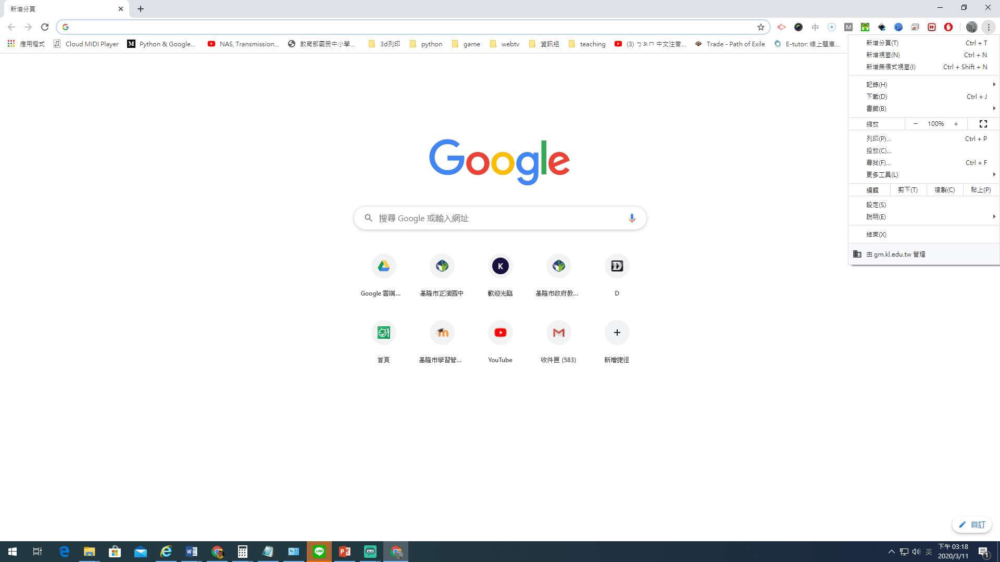 新增分頁
應用程式 Cloud MIDI Player Python & Google... NAS, Transmission... 教育部國民中小學... 3d列印 python game webtv 資訊組 teaching (3) ㄅㄆㄇ 中文注音... Trade - Path of Exile E-tutor: 線上題庫...
新增分頁(T) Ctrl + T
新增視窗(N) Ctrl + N
新增無痕式視窗(I) Ctrl + Shift + N
記錄(H)
下載(D) Ctrl + J
書籤(B)
縮放 − 100% +
列印(P)... Ctrl + P
投放(C)...
尋找(F)... Ctrl + F
更多工具(L)
編輯 剪下(T) 複製(C) 貼上(P)
設定(S)
說明(E)
結束(X)
由 gm.kl.edu.tw 管理
Google
搜尋 Google 或輸入網址
Google 雲端... 基隆市正濱國中 歡迎光臨 基隆市政府教... D
首頁 基隆市學習管... YouTube 收件匣 (583) 新增捷徑
自訂
英
下午 03:18
2020/3/11
1